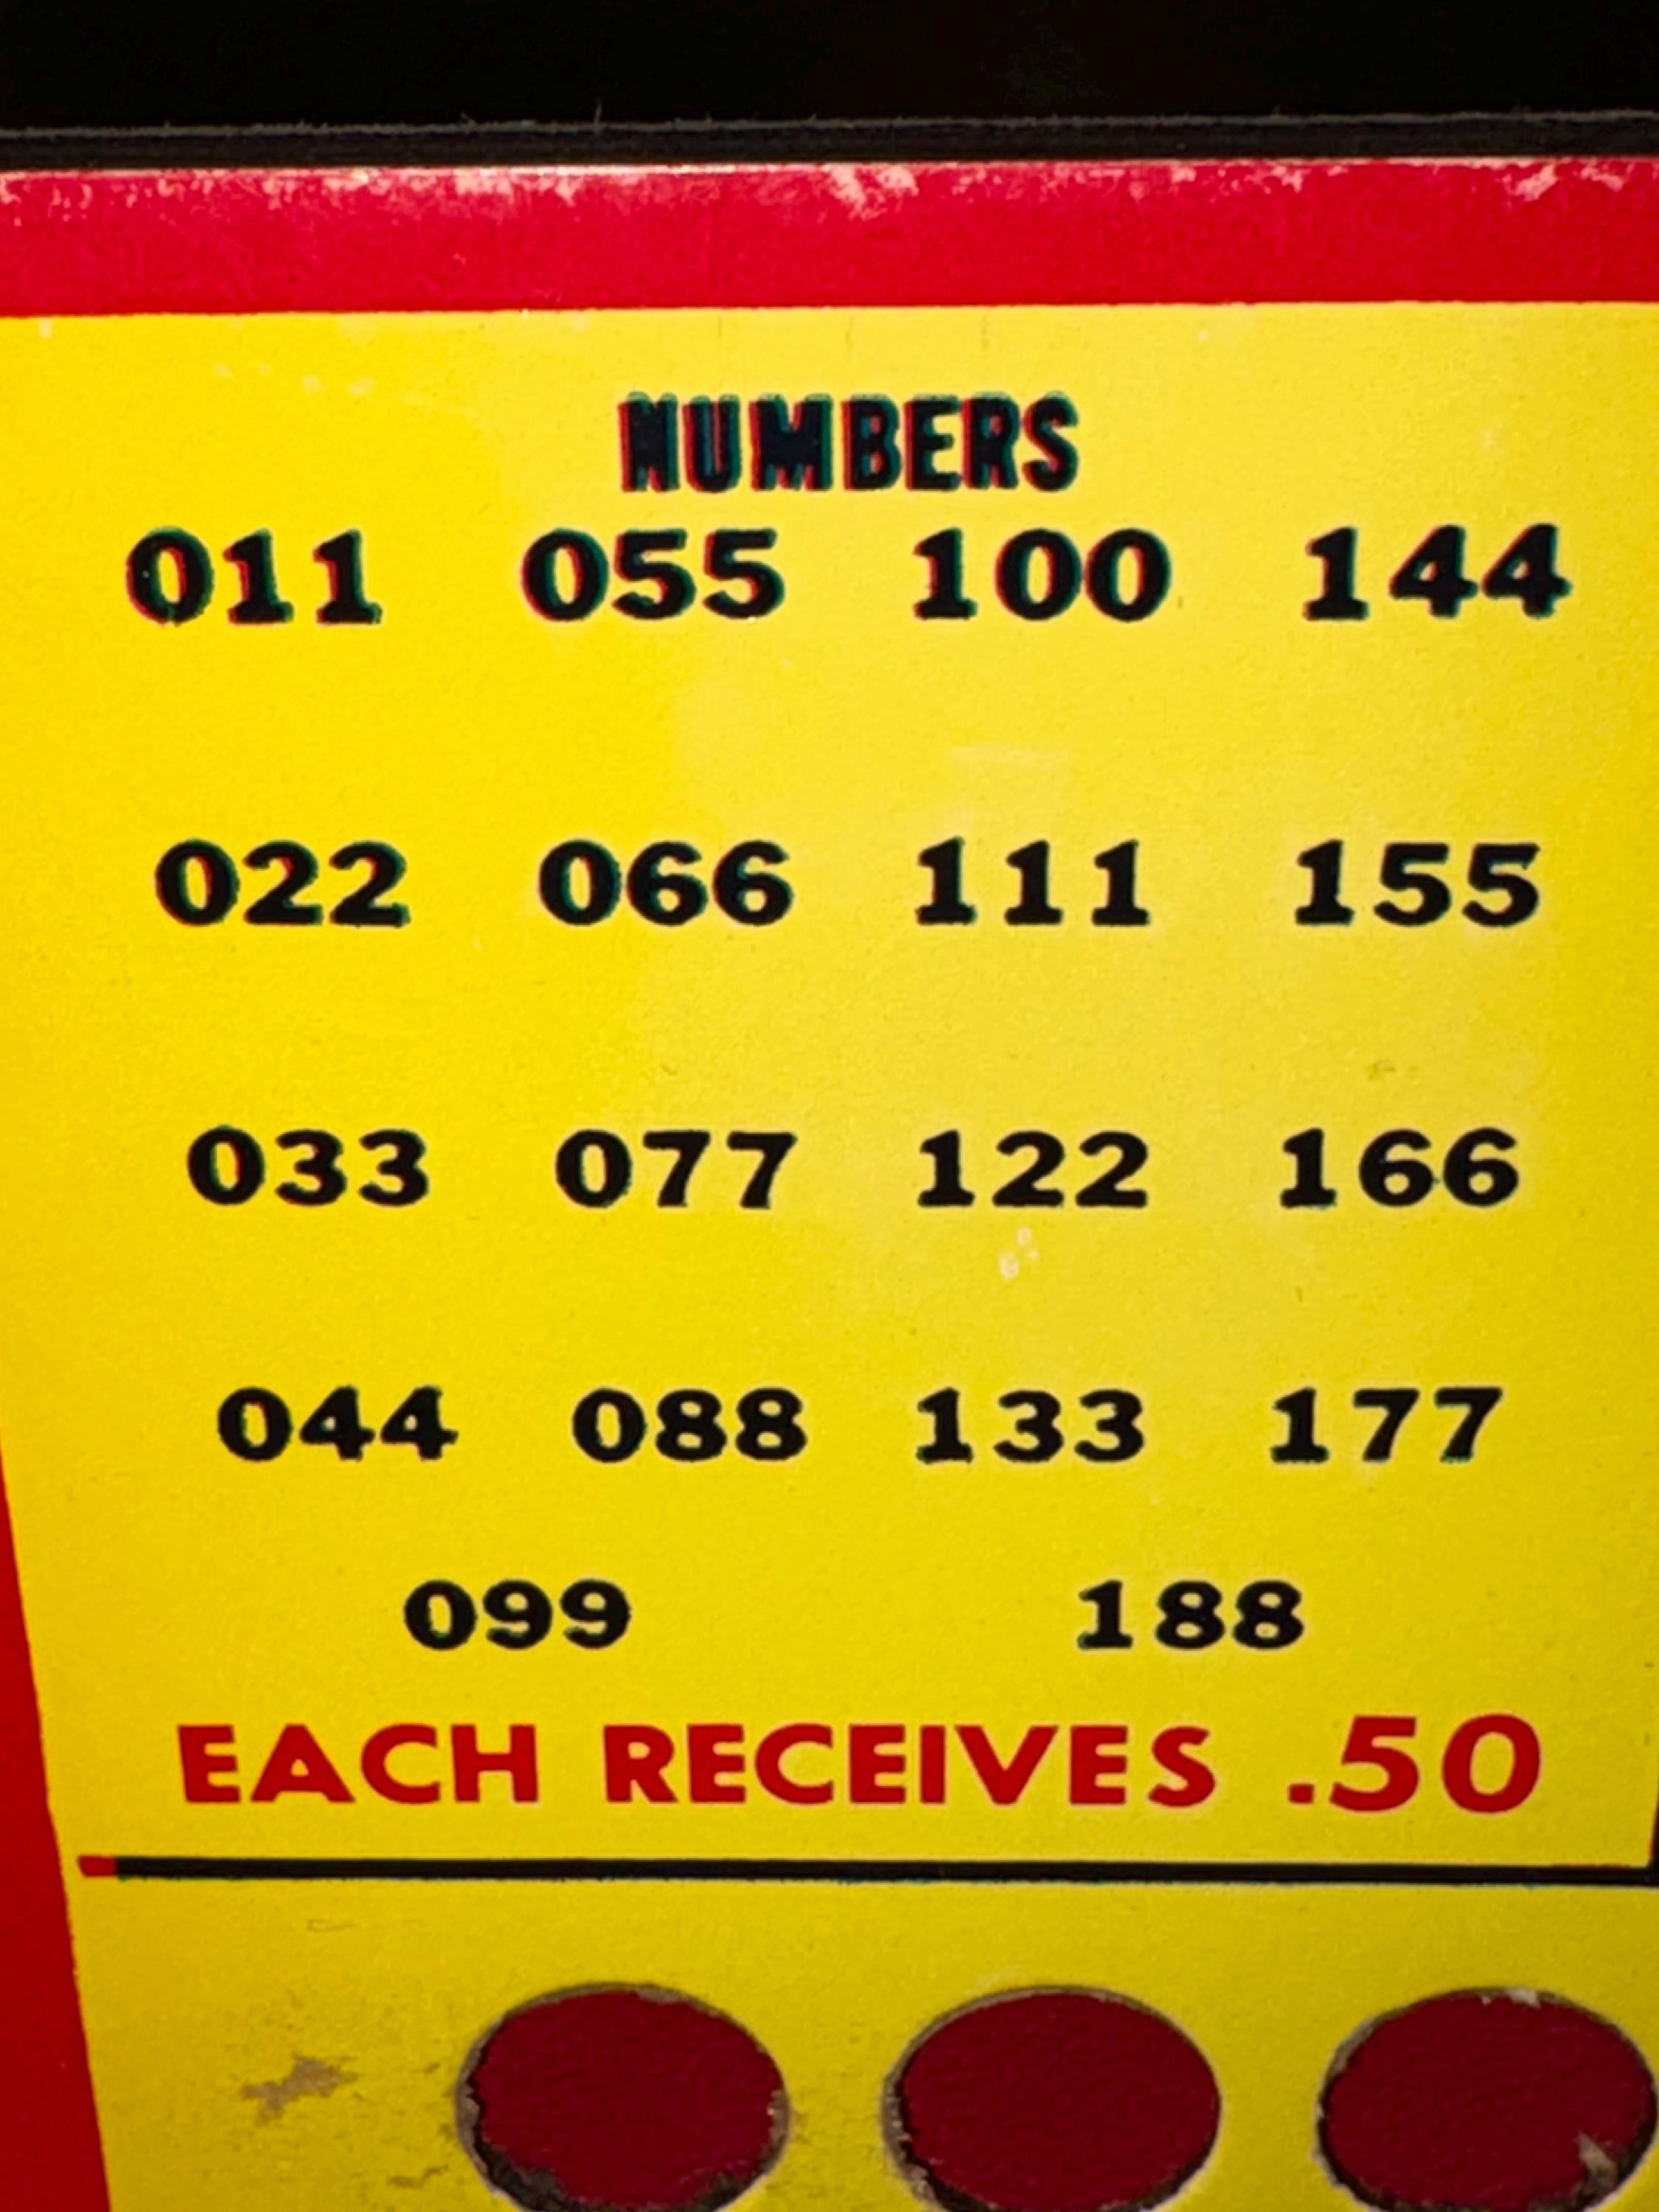 NUMBERS
011 055 100 144
022 066 111 155
033 077 122 166
044 088 133 177
099 188
EACH RECEIVES .50